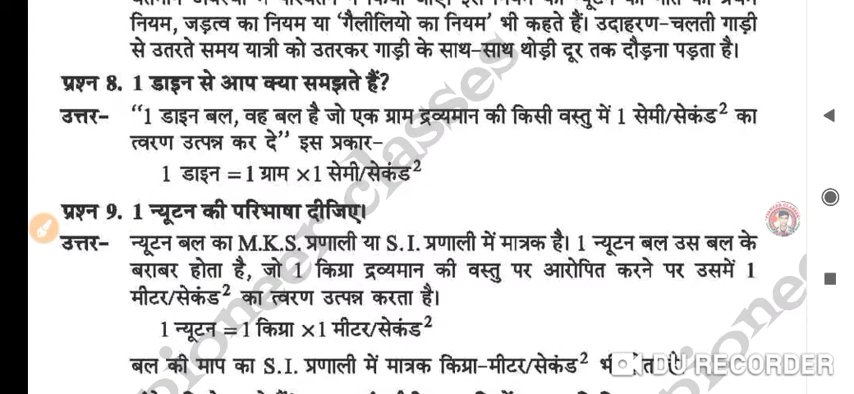 नियम, जड़त्व का नियम या 'गैलीलियो का नियम' भी कहते हैं। उदाहरण-चलती गाड़ी
से उतरते समय यात्री को उतरकर गाड़ी के साथ-साथ थोड़ी दूर तक दौड़ना पड़ता है।
प्रश्न 8. 1 डाइन से आप क्या समझते हैं?
उत्तर- "1 डाइन बल, वह बल है जो एक ग्राम द्रव्यमान की किसी वस्तु में 1 सेमी/सेकंड² का
त्वरण उत्पन्न कर दे" इस प्रकार-
1 डाइन = 1 ग्राम ×1 सेमी/सेकंड²
प्रश्न 9. 1 न्यूटन की परिभाषा दीजिए।
उत्तर- न्यूटन बल का M.K.S. प्रणाली या S.I. प्रणाली में मात्रक है। 1 न्यूटन बल उस बल के
बराबर होता है, जो 1 किग्रा द्रव्यमान की वस्तु पर आरोपित करने पर उसमें 1
मीटर/सेकंड² का त्वरण उत्पन्न करता है।
1 न्यूटन = 1 किग्रा ×1 मीटर/सेकंड²
बल की माप का S.I. प्रणाली में मात्रक किग्रा-मीटर/सेकंड²
DU RECORDER
pioneer classes
pioneer